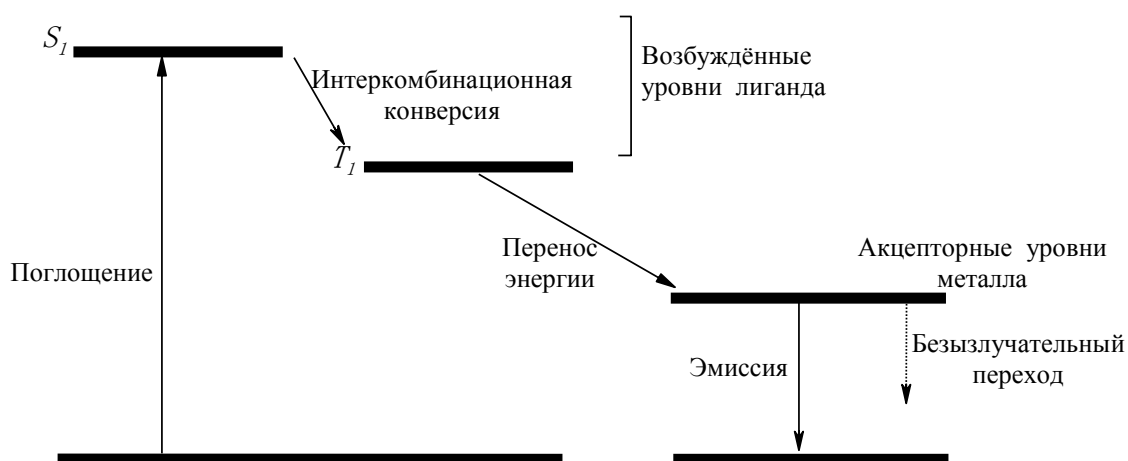 S₁
Интеркомбинационная
конверсия
Возбуждённые
уровни лиганда
T₁
Поглощение
Перенос
энергии
Акцепторные уровни
металла
Эмиссия
Безызлучательный
переход